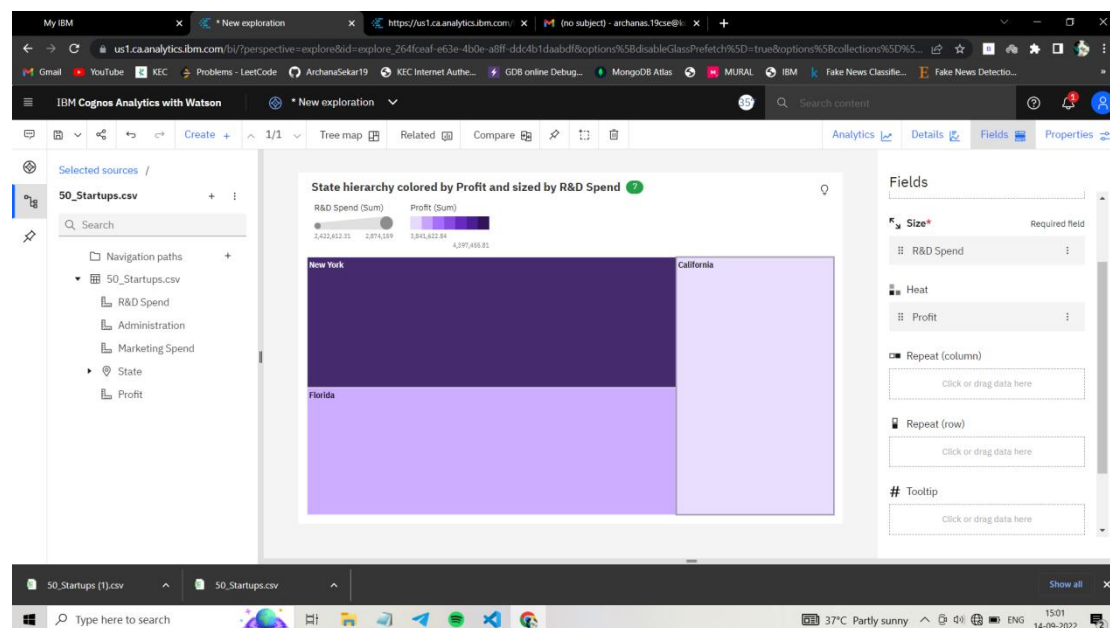 My IBM
* New exploration
https://us1.ca.analytics.ibm.com/
(no subject) - archanas.19cse@k
us1.ca.analytics.ibm.com/bi/?perspective=explore&id=explore_264fceaf-e63e-4b0e-a8ff-ddc4b1daabdf&options%5BdisableGlassPrefetch%5D=true&options%5Bcollections%5D%5...
Gmail
YouTube
KEC
Problems - LeetCode
ArchanaSekar19
KEC Internet Authe...
GDB online Debug...
MongoDB Atlas
MURAL
IBM
Fake News Classifie...
Fake News Detectio...
IBM Cognos Analytics with Watson
* New exploration
35
Search content
1
Create +
1/1
Tree map
Related
Compare
Analytics
Details
Fields
Properties
Selected sources /
50_Startups.csv
Search
Navigation paths
50_Startups.csv
R&D Spend
Administration
Marketing Spend
State
Profit
State hierarchy colored by Profit and sized by R&D Spend 7
R&D Spend (Sum)
Profit (Sum)
2,422,612.31 2,874,189
3,841,622.84
4,297,455.81
New York
California
Florida
Fields
Size*
Required field
R&D Spend
Heat
Profit
Repeat (column)
Click or drag data here
Repeat (row)
Click or drag data here
# Tooltip
Click or drag data here
50_Startups (1).csv
50_Startups.csv
Show all
Type here to search
37°C Partly sunny
ENG
15:01
14-09-2022
2